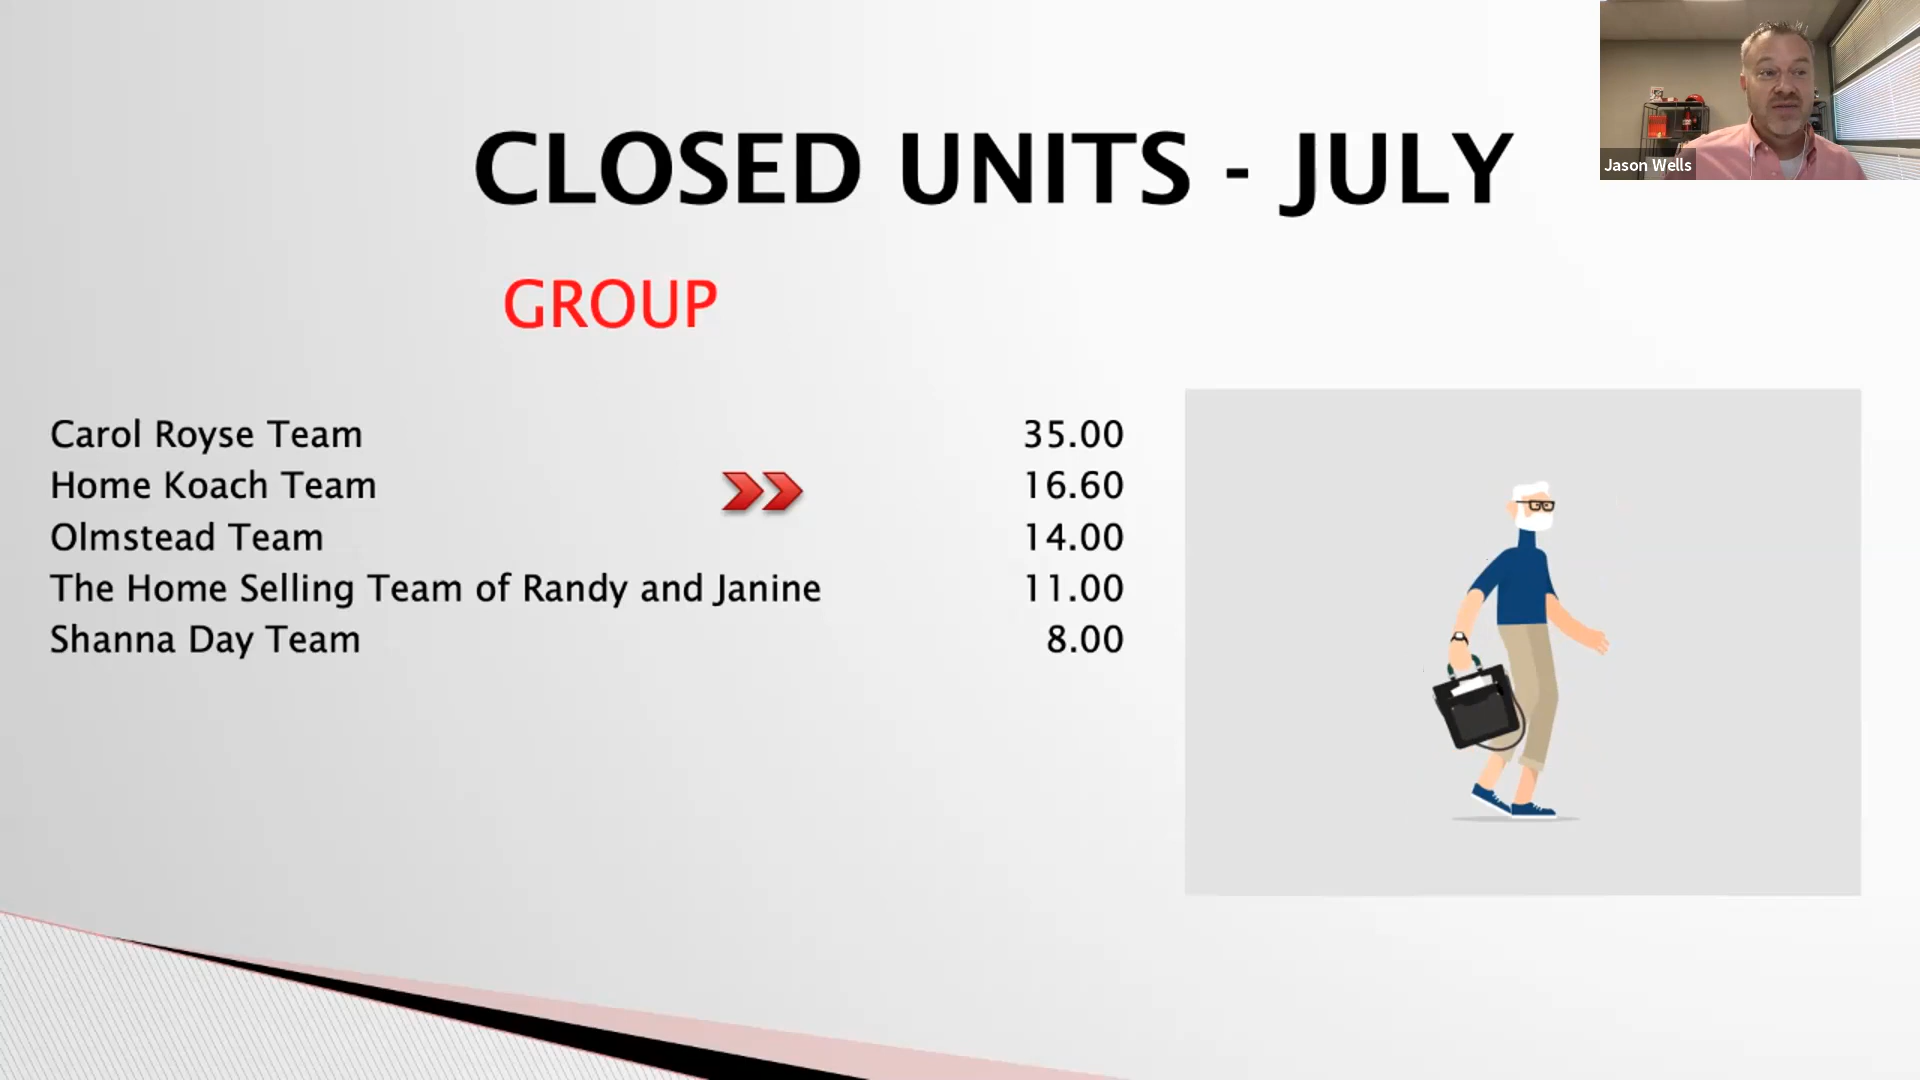 CLOSED UNITS - JULY
Jason Wells
GROUP
Carol Royse Team 35.00
Home Koach Team 16.60
Olmstead Team 14.00
The Home Selling Team of Randy and Janine 11.00
Shanna Day Team 8.00